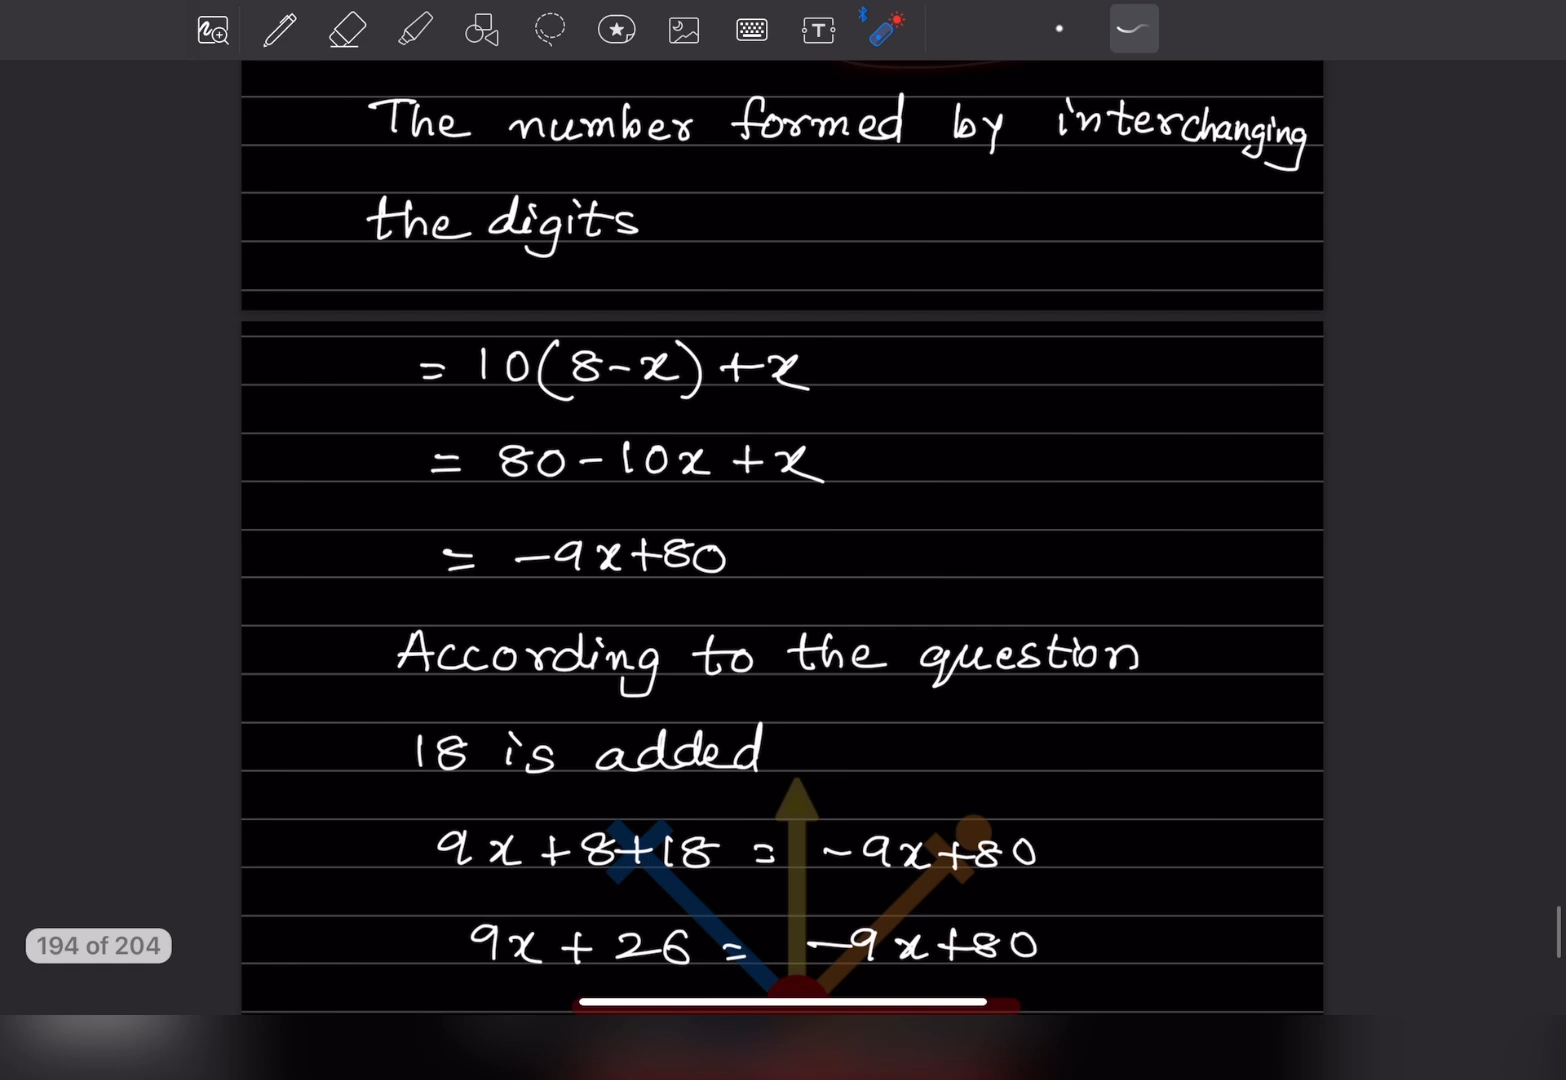 The number formed by interchanging
the digits
= 10(8-x)+x
= 80-10x+x
= -9x+80
According to the question
18 is added
9x+8+18 = -9x+80
9x+26 = -9x+80
194 of 204